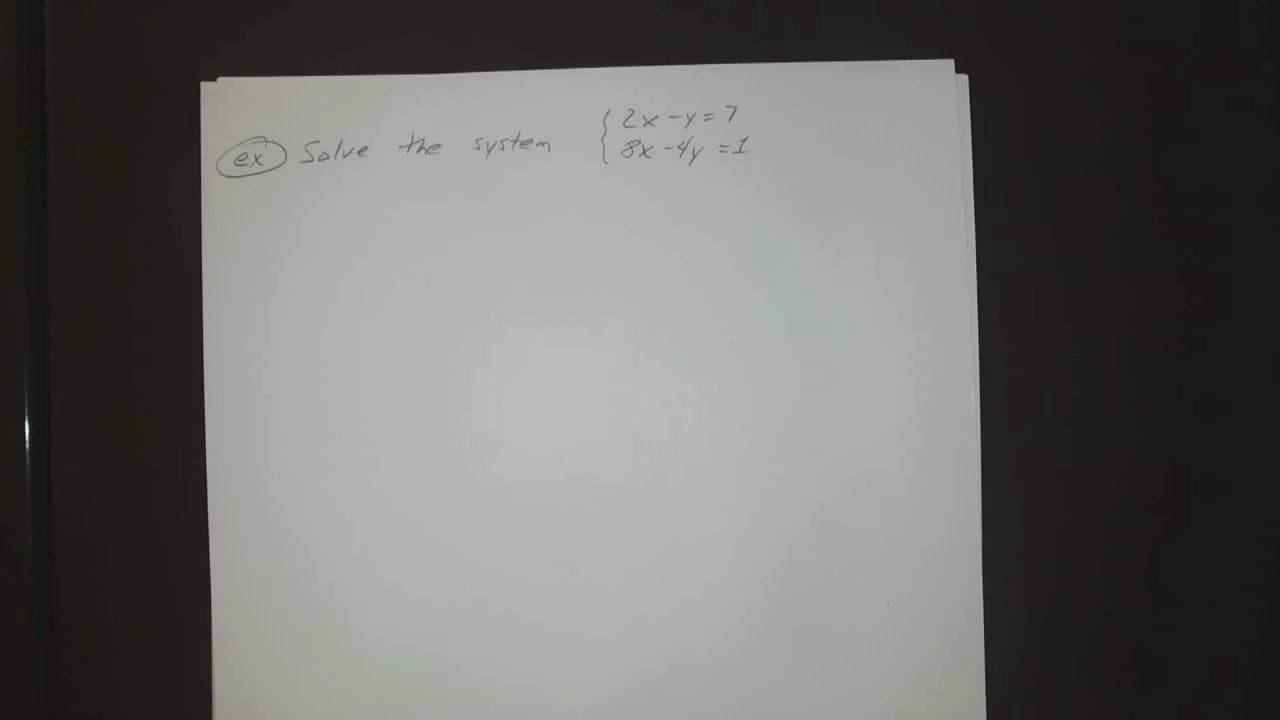 ex Solve the system { 2x - y = 7
8x - 4y = 1